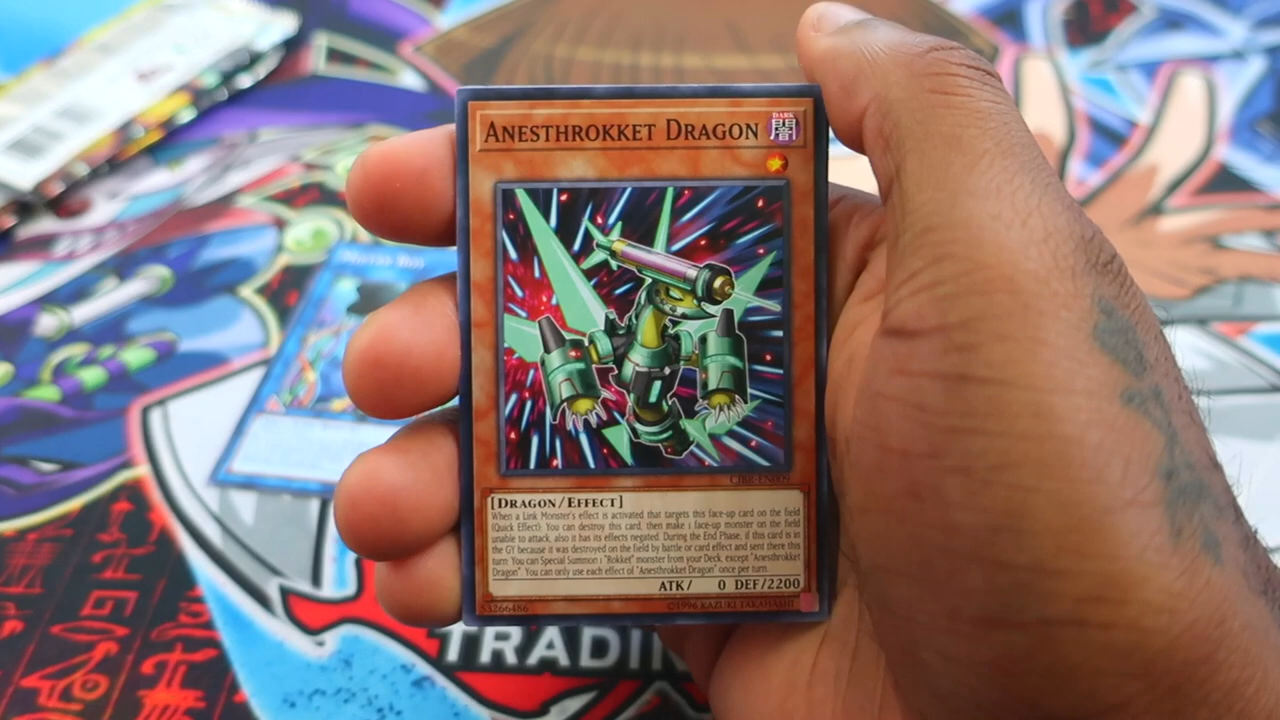 ANESTHROKKET DRAGON
DARK
闇
CIBR-EN009
[DRAGON/EFFECT]
When a Link Monster's effect is activated that targets this face-up card on the field
(Quick Effect): You can destroy this card, then make 1 face-up monster on the field
unable to attack, also it has its effects negated. During the End Phase, if this card is in
the GY because it was destroyed on the field by battle or card effect and sent there this
turn: You can Special Summon 1 "Rokket" monster from your Deck, except "Anesthrokket
Dragon". You can only use each effect of "Anesthrokket Dragon" once per turn.
ATK/ 0 DEF/2200
53266486
©1996 KAZUKI TAKAHASHI
TRADIN